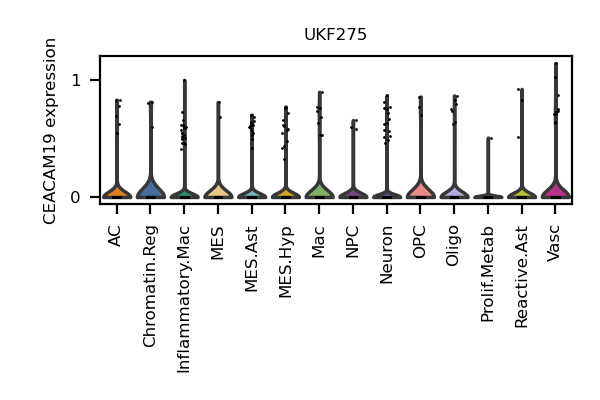 UKF275
CEACAM19 expression
1
0
AC
Chromatin.Reg
Inflammatory.Mac
MES
MES.Ast
MES.Hyp
Mac
NPC
Neuron
OPC
Oligo
Prolif.Metab
Reactive.Ast
Vasc